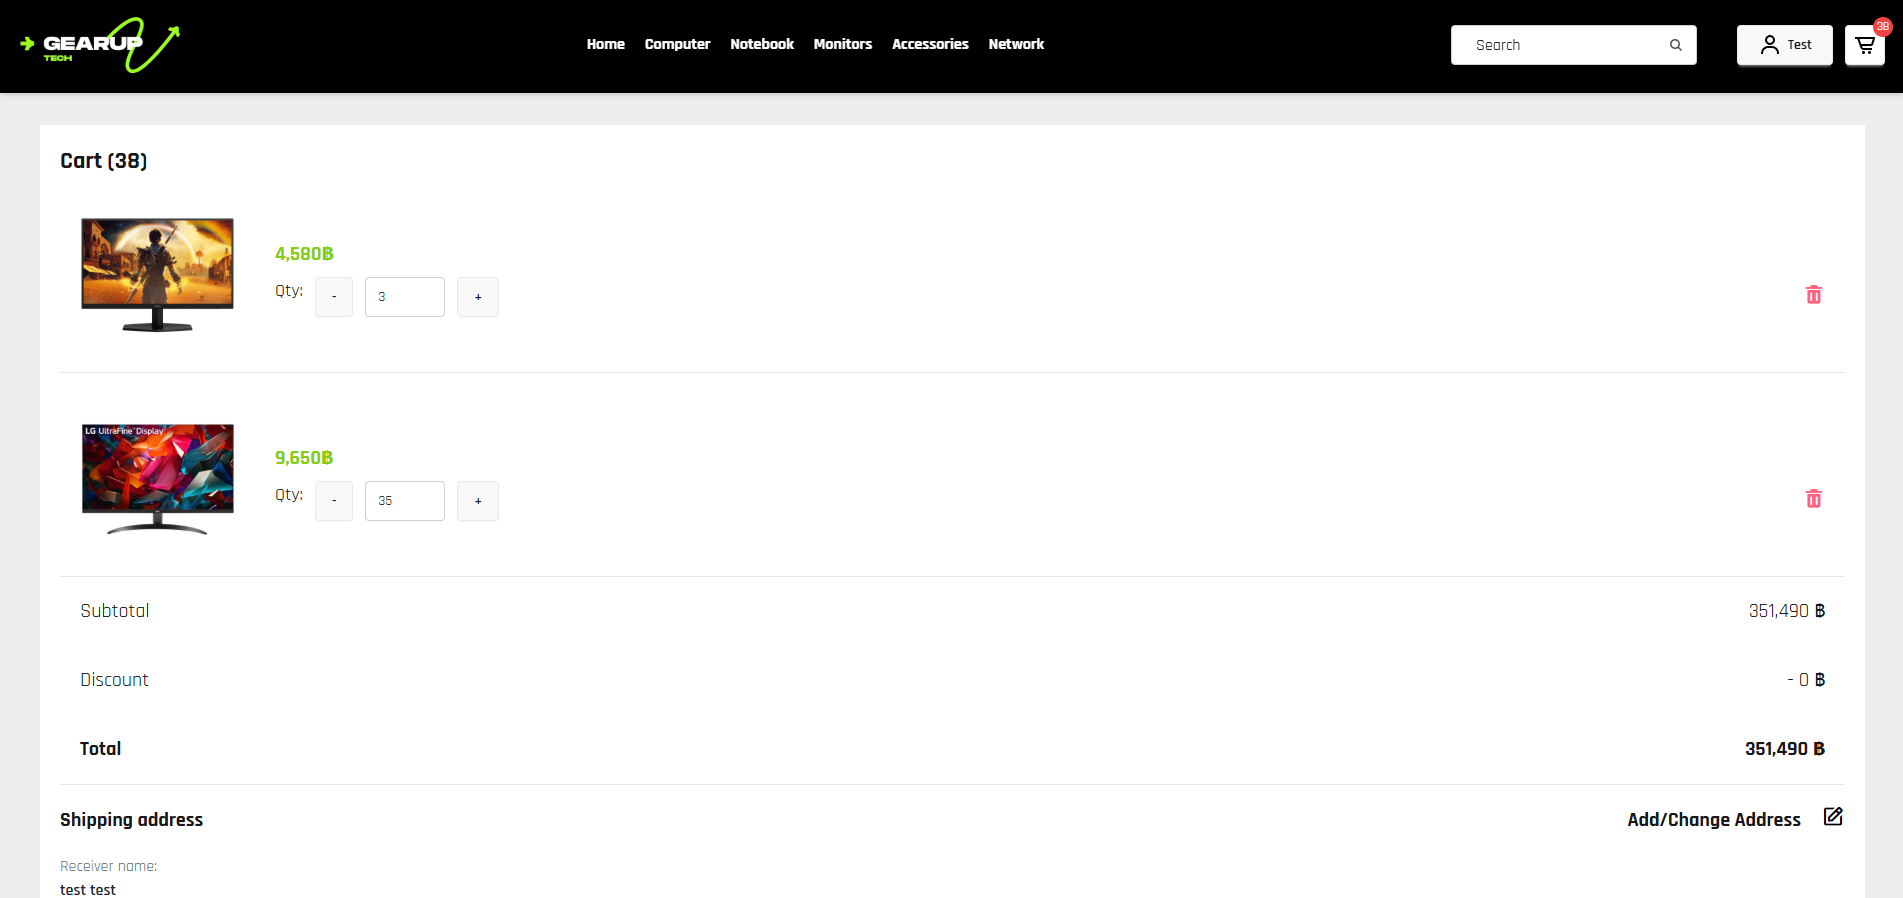 GEARUP
TECH
Home Computer Notebook Monitors Accessories Network
Search
Test
38
Cart (38)
4,580฿
Qty: - 3 +
LG UltraFine Display
9,650฿
Qty: - 35 +
Subtotal 351,490 ฿
Discount - 0 ฿
Total 351,490 ฿
Shipping address Add/Change Address
Receiver name:
test test